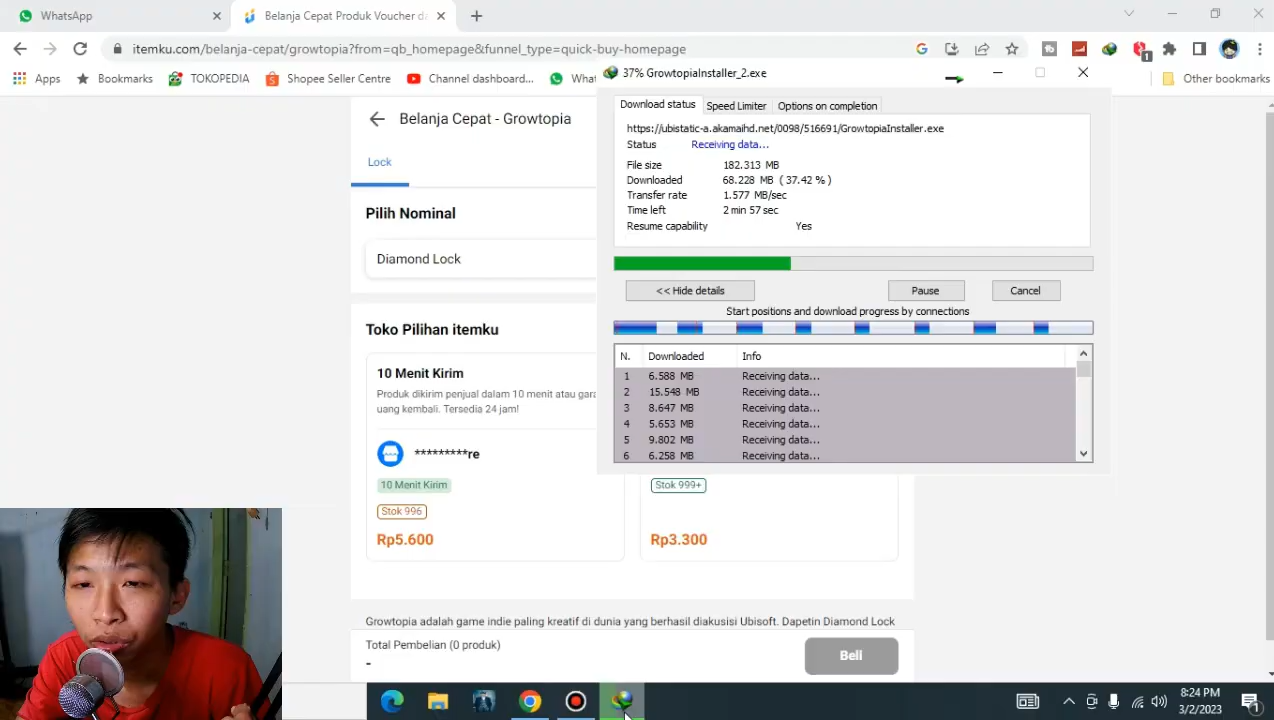 WhatsApp
Belanja Cepat Produk Voucher da
itemku.com/belanja-cepat/growtopia?from=qb_homepage&funnel_type=quick-buy-homepage
Apps
Bookmarks
TOKOPEDIA
Shopee Seller Centre
Channel dashboard...
Other bookmarks
Belanja Cepat - Growtopia
Lock
Pilih Nominal
Diamond Lock
Toko Pilihan itemku
10 Menit Kirim
Produk dikirim penjual dalam 10 menit atau
uang kembali. Tersedia 24 jam!
*********re
10 Menit Kirim
Stok 996
Rp5.600
Stok 999+
Rp3.300
Growtopia adalah game indie paling kreatif di dunia yang berhasil diakusisi Ubisoft. Dapetin Diamond Lock
Total Pembelian (0 produk)
-
Beli
37% GrowtopiaInstaller_2.exe
Download status
Speed Limiter
Options on completion
https://ubistatic-a.akamaihd.net/0098/516691/GrowtopiaInstaller.exe
Status Receiving data...
File size 182.313 MB
Downloaded 68.228 MB ( 37.42 % )
Transfer rate 1.577 MB/sec
Time left 2 min 57 sec
Resume capability Yes
<< Hide details
Pause
Cancel
Start positions and download progress by connections
N. Downloaded Info
1 6.588 MB Receiving data...
2 15.548 MB Receiving data...
3 8.647 MB Receiving data...
4 5.653 MB Receiving data...
5 9.802 MB Receiving data...
6 6.258 MB Receiving data...
8:24 PM
3/2/2023